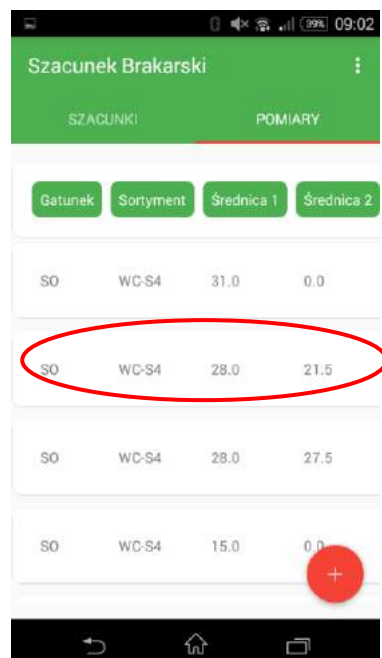 39% 09:02
Szacunek Brakarski
SZACUNKI POMIARY
Gatunek Sortyment Średnica 1 Średnica 2
SO WC-S4 31.0 0.0
SO WC-S4 28.0 21.5
SO WC-S4 28.0 27.5
SO WC-S4 15.0 0.0